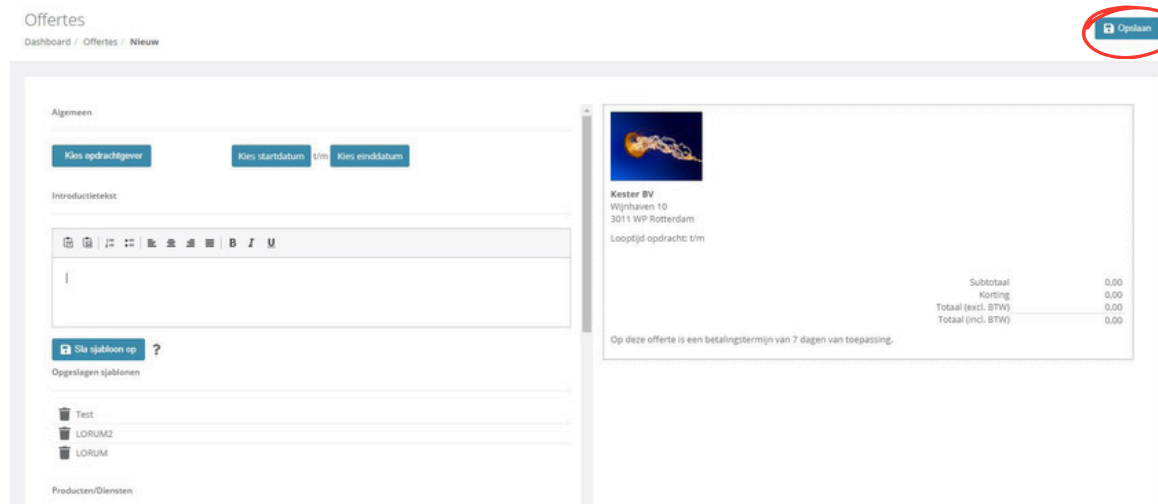 Offertes
Dashboard / Offertes / Nieuw
Opslaan
Algemeen
Kies opdrachtgever
Kies startdatum t/m Kies einddatum
Introductietekst
B I U
Sla sjabloon op ?
Opgeslagen sjablonen
Test
LORUM2
LORUM
Producten/Diensten
Kester BV
Wijnhaven 10
3011 WP Rotterdam
Looptijd opdracht: t/m
Subtotaal 0,00
Korting 0,00
Totaal (excl. BTW) 0,00
Totaal (incl. BTW) 0,00
Op deze offerte is een betalingstermijn van 7 dagen van toepassing.